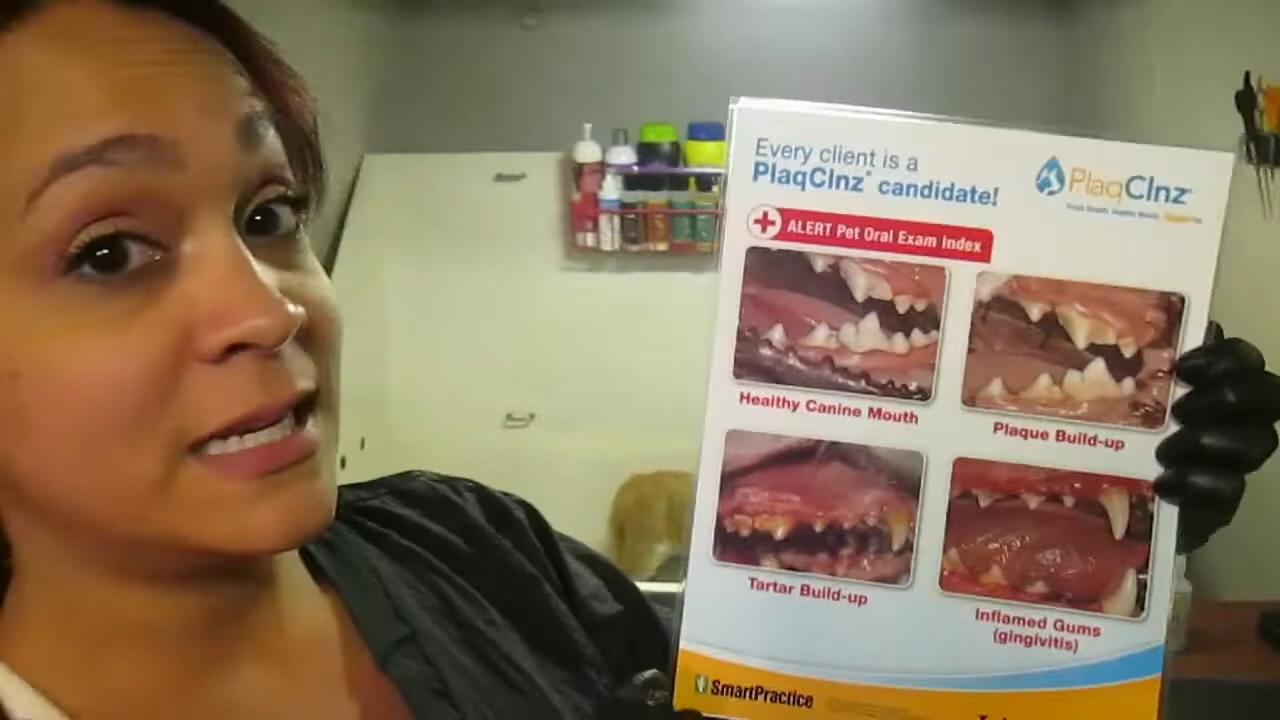 Every client is a
PlaqClnz® candidate!
PlaqClnz
ALERT Pet Oral Exam Index
Healthy Canine Mouth
Plaque Build-up
Tartar Build-up
Inflamed Gums
(gingivitis)
SmartPractice